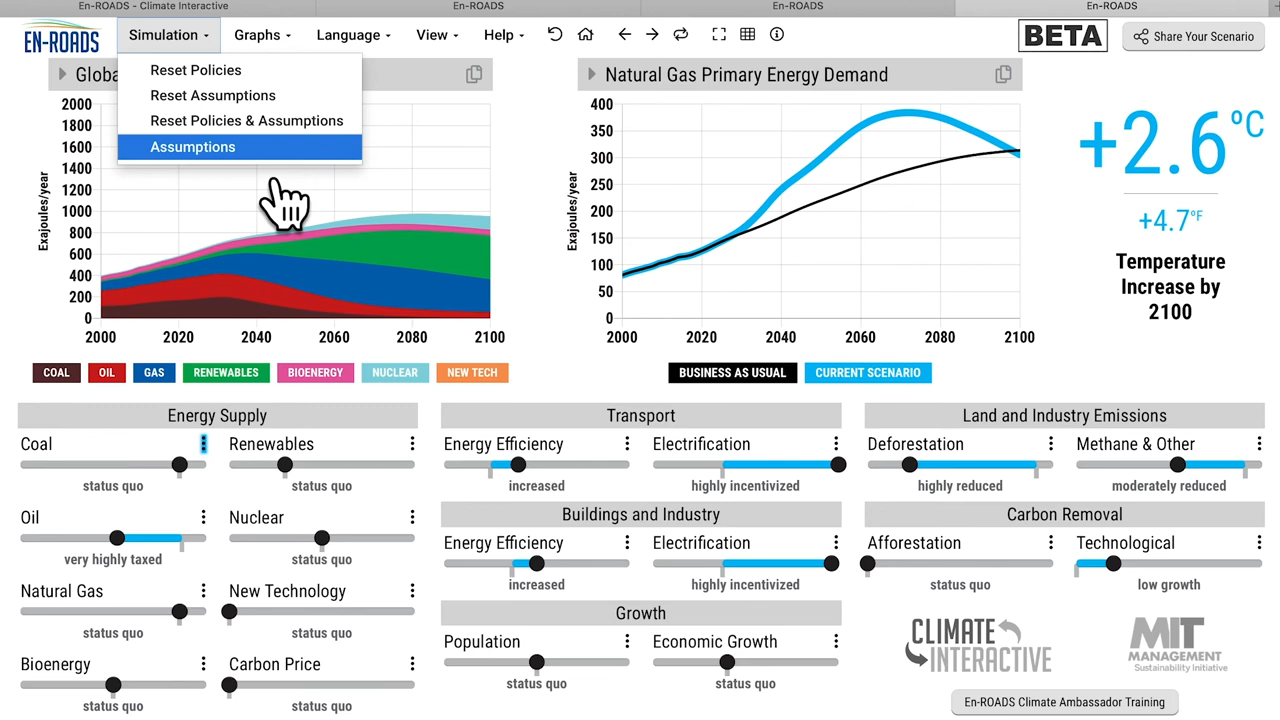 En-ROADS - Climate Interactive
En-ROADS
En-ROADS
En-ROADS
EN-ROADS
Simulation
Graphs
Language
View
Help
BETA
Share Your Scenario
Reset Policies
Reset Assumptions
Reset Policies & Assumptions
Assumptions
Globa
Exajoules/year
2000
1800
1600
1400
1200
1000
800
600
400
200
0
2000
2020
2040
2060
2080
2100
COAL
OIL
GAS
RENEWABLES
BIOENERGY
NUCLEAR
NEW TECH
Natural Gas Primary Energy Demand
Exajoules/year
400
350
300
250
200
150
100
50
0
2000
2020
2040
2060
2080
2100
BUSINESS AS USUAL
CURRENT SCENARIO
+2.6ºC
+4.7°F
Temperature
Increase by
2100
Energy Supply
Coal
status quo
Renewables
status quo
Oil
very highly taxed
Nuclear
status quo
Natural Gas
status quo
New Technology
status quo
Bioenergy
status quo
Carbon Price
status quo
Transport
Energy Efficiency
increased
Electrification
highly incentivized
Buildings and Industry
Energy Efficiency
increased
Electrification
highly incentivized
Growth
Population
status quo
Economic Growth
status quo
Land and Industry Emissions
Deforestation
highly reduced
Methane & Other
moderately reduced
Carbon Removal
Afforestation
status quo
Technological
low growth
CLIMATE
INTERACTIVE
MIT
MANAGEMENT
Sustainability Initiative
En-ROADS Climate Ambassador Training